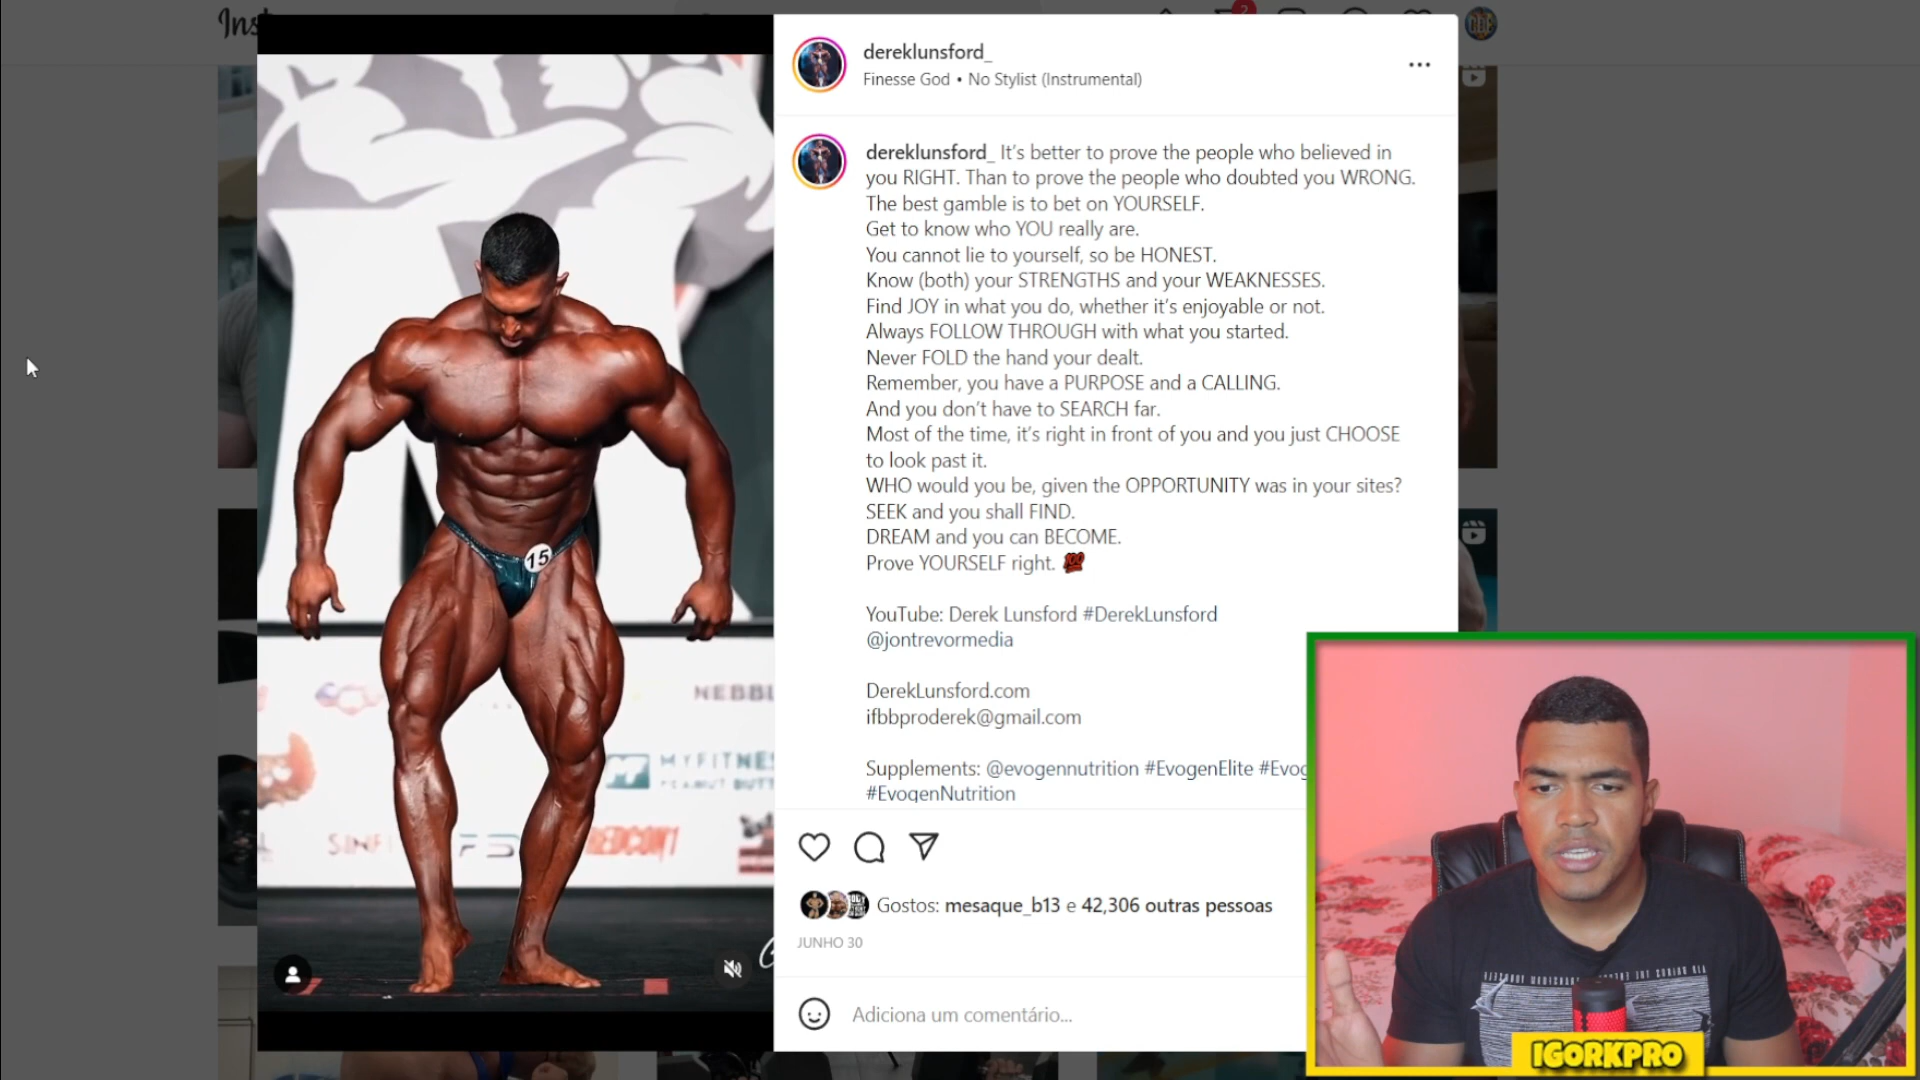 Inst
2
dereklunsford_
Finesse God • No Stylist (Instrumental)
dereklunsford_ It's better to prove the people who believed in
you RIGHT. Than to prove the people who doubted you WRONG.
The best gamble is to bet on YOURSELF.
Get to know who YOU really are.
You cannot lie to yourself, so be HONEST.
Know (both) your STRENGTHS and your WEAKNESSES.
Find JOY in what you do, whether it's enjoyable or not.
Always FOLLOW THROUGH with what you started.
Never FOLD the hand your dealt.
Remember, you have a PURPOSE and a CALLING.
And you don't have to SEARCH far.
Most of the time, it's right in front of you and you just CHOOSE
to look past it.
WHO would you be, given the OPPORTUNITY was in your sites?
SEEK and you shall FIND.
DREAM and you can BECOME.
Prove YOURSELF right. 💯
YouTube: Derek Lunsford #DerekLunsford
@jontrevormedia
DerekLunsford.com
ifbbproderek@gmail.com
Supplements: @evogennutrition #EvogenElite #Evog
#EvogenNutrition
Gostos: mesaque_b13 e 42,306 outras pessoas
JUNHO 30
Adiciona um comentário...
15
NEBBL
MYFITNES
REDCON1
IGORKPRO